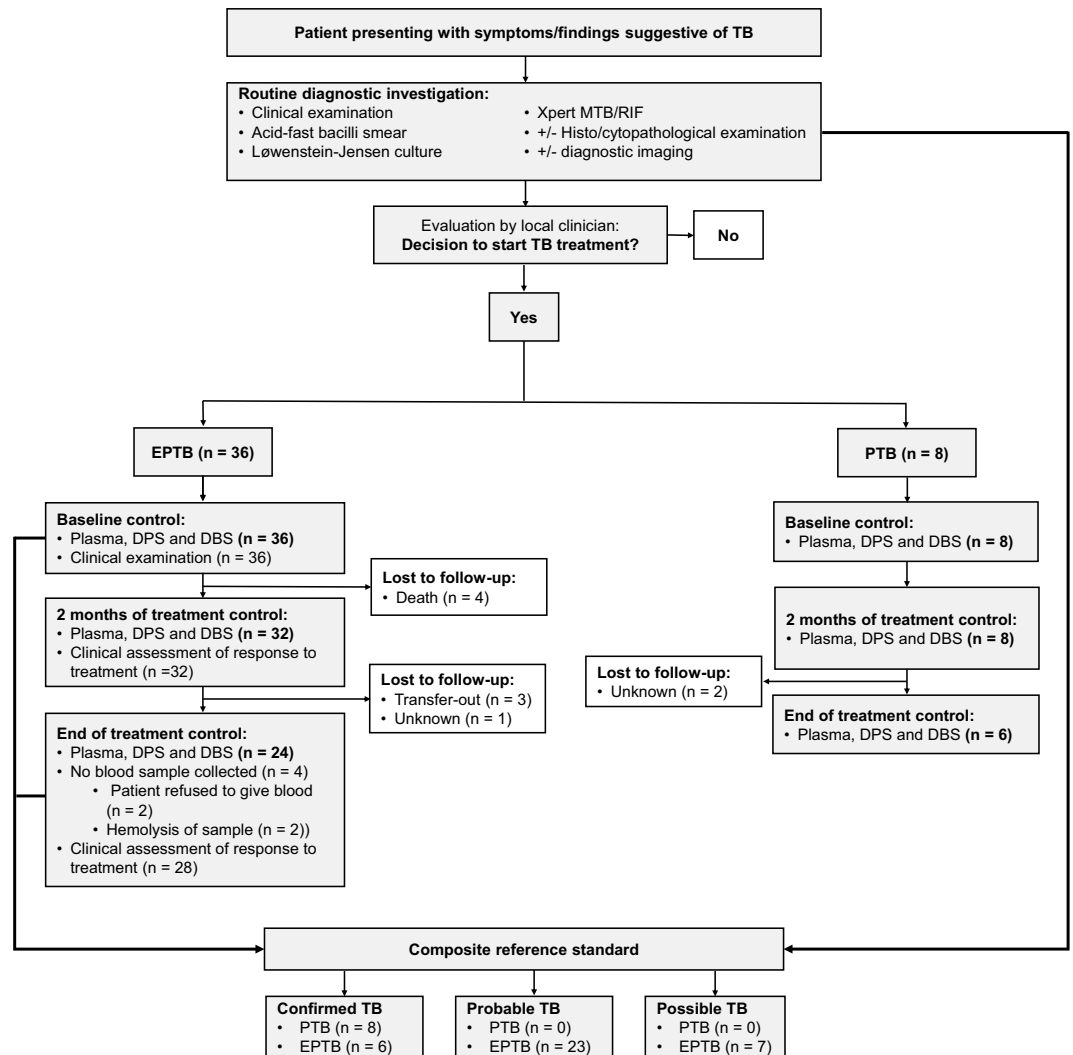 Patient presenting with symptoms/findings suggestive of TB
Routine diagnostic investigation:
• Clinical examination
• Acid-fast bacilli smear
• Løwenstein-Jensen culture
• Xpert MTB/RIF
• +/- Histo/cytopathological examination
• +/- diagnostic imaging
Evaluation by local clinician:
Decision to start TB treatment?
No
Yes
EPTB (n = 36)
Baseline control:
• Plasma, DPS and DBS (n = 36)
• Clinical examination (n = 36)
Lost to follow-up:
• Death (n = 4)
2 months of treatment control:
• Plasma, DPS and DBS (n = 32)
• Clinical assessment of response to
treatment (n =32)
Lost to follow-up:
• Transfer-out (n = 3)
• Unknown (n = 1)
End of treatment control:
• Plasma, DPS and DBS (n = 24)
• No blood sample collected (n = 4)
• Patient refused to give blood
(n = 2)
• Hemolysis of sample (n = 2))
• Clinical assessment of response to
treatment (n = 28)
PTB (n = 8)
Baseline control:
• Plasma, DPS and DBS (n = 8)
2 months of treatment control:
• Plasma, DPS and DBS (n = 8)
Lost to follow-up:
• Unknown (n = 2)
End of treatment control:
• Plasma, DPS and DBS (n = 6)
Composite reference standard
Confirmed TB
• PTB (n = 8)
• EPTB (n = 6)
Probable TB
• PTB (n = 0)
• EPTB (n = 23)
Possible TB
• PTB (n = 0)
• EPTB (n = 7)